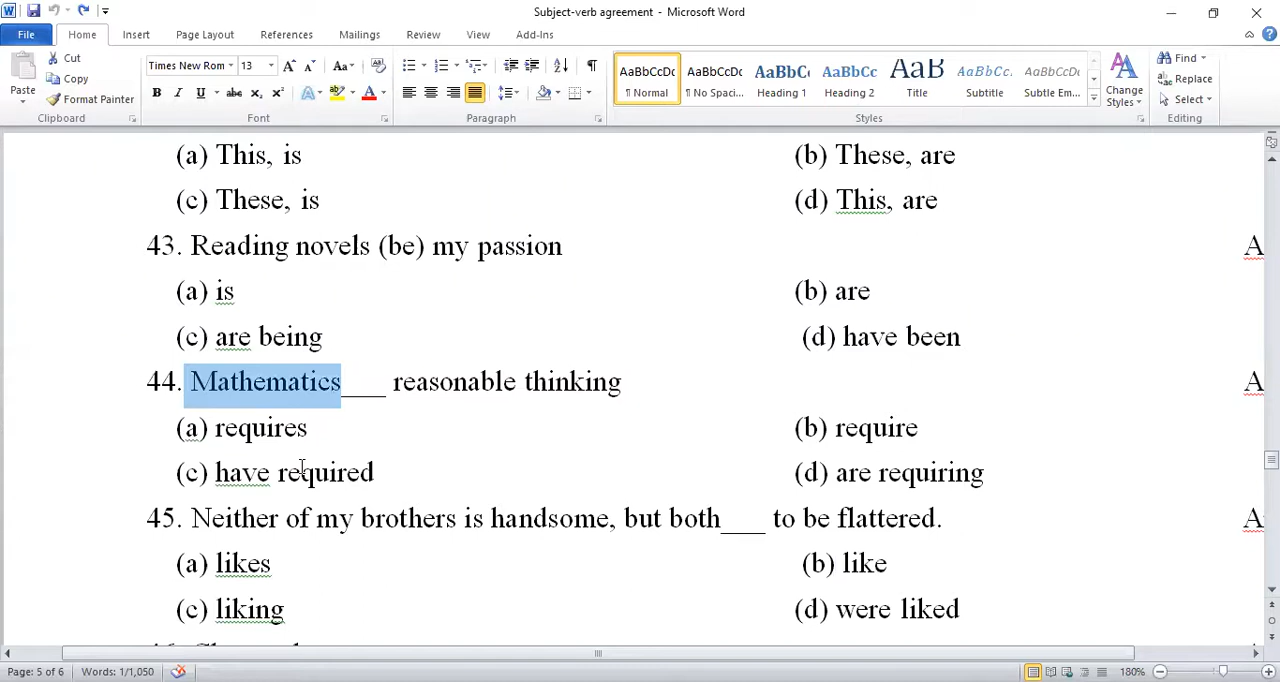 Subject-verb agreement - Microsoft Word
File Home Insert Page Layout References Mailings Review View Add-Ins
Paste Cut Copy Format Painter
Times New Rom 13
AaBbCcDc AaBbCcDc AaBbC AaBbCc AaB AaBbCc. AaBbCcDc
¶ Normal ¶ No Spaci... Heading 1 Heading 2 Title Subtitle Subtle Em...
Change Styles
Find Replace Select
Clipboard Font Paragraph Styles Editing
(a) This, is (b) These, are
(c) These, is (d) This, are
43. Reading novels (be) my passion A
(a) is (b) are
(c) are being (d) have been
44. Mathematics___ reasonable thinking A
(a) requires (b) require
(c) have required (d) are requiring
45. Neither of my brothers is handsome, but both___ to be flattered. A
(a) likes (b) like
(c) liking (d) were liked
Page: 5 of 6 Words: 1/1,050 180%